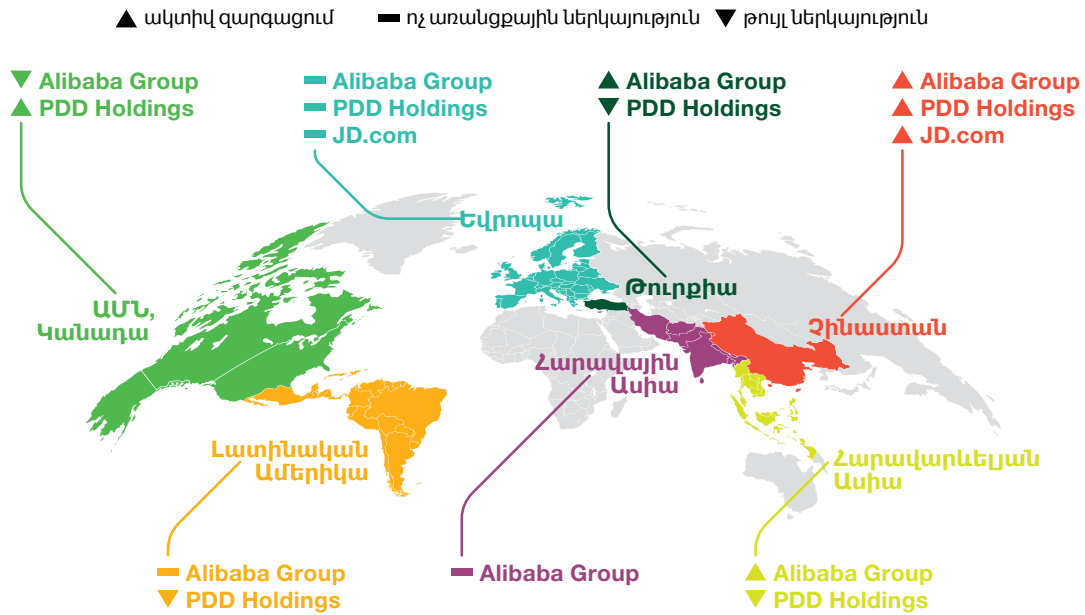 ▲ ակտիվ զարգացում ▬ ոչ առանցքային ներկայություն ▼ թույլ ներկայություն
▼ Alibaba Group
▲ PDD Holdings
▬ Alibaba Group
▬ PDD Holdings
▬ JD.com
▲ Alibaba Group
▼ PDD Holdings
▲ Alibaba Group
▲ PDD Holdings
▲ JD.com
Եվրոպա
Թուրքիա
ԱՄՆ,
Կանադա
Չինաստան
Հարավային
Ասիա
Լատինական
Ամերիկա
Հարավարևելյան
Ասիա
▬ Alibaba Group
▼ PDD Holdings
▬ Alibaba Group
▲ Alibaba Group
▼ PDD Holdings